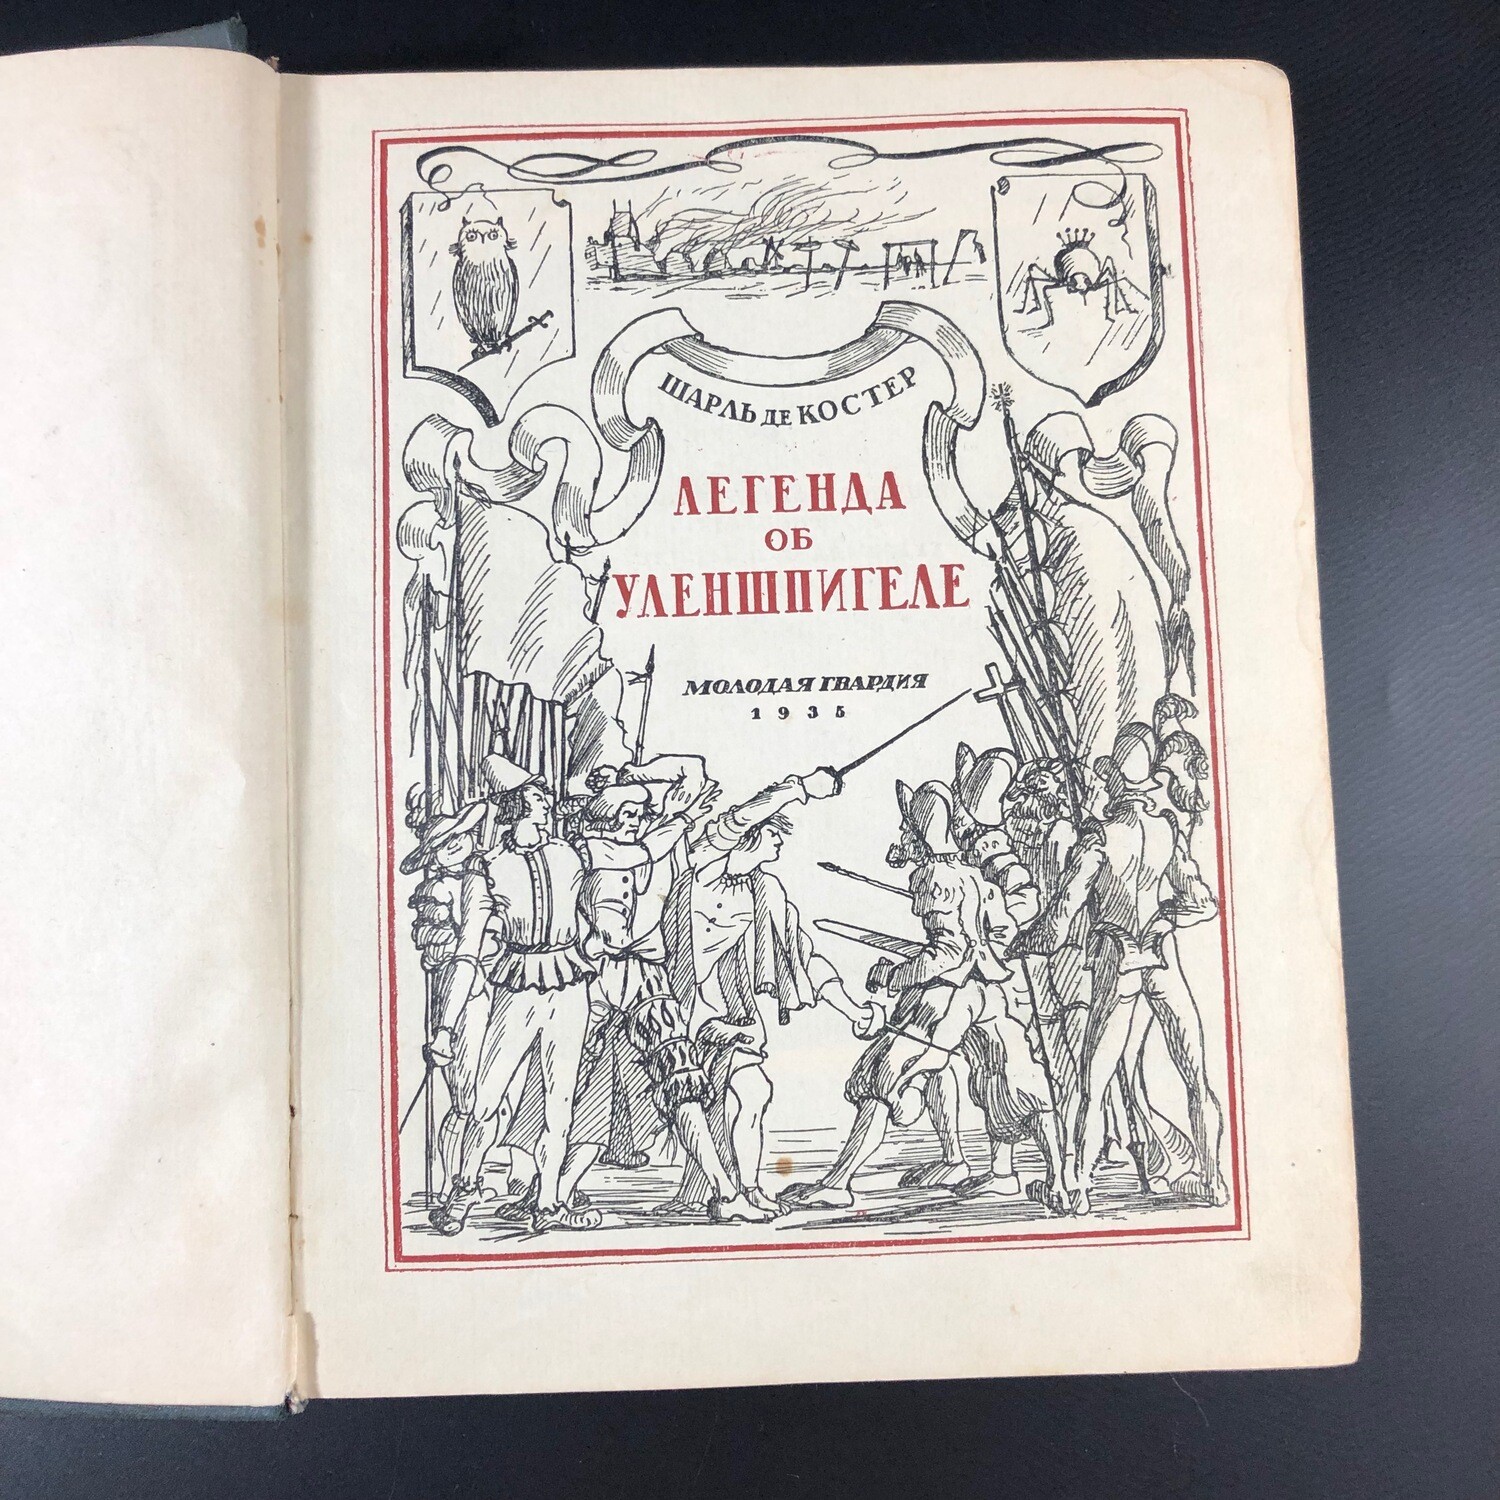 ШАРЛЬ ДЕ КОСТЕР
ЛЕГЕНДА
ОБ
УЛЕНШПИГЕЛЕ
МОЛОДАЯ ГВАРДИЯ
1935